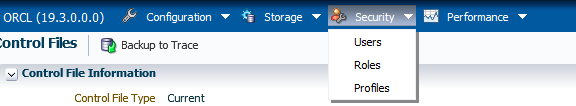 ORCL (19.3.0.0.0) Configuration Storage Security Performance
Control Files Backup to Trace
Users
Roles
Profiles
Control File Information
Control File Type Current